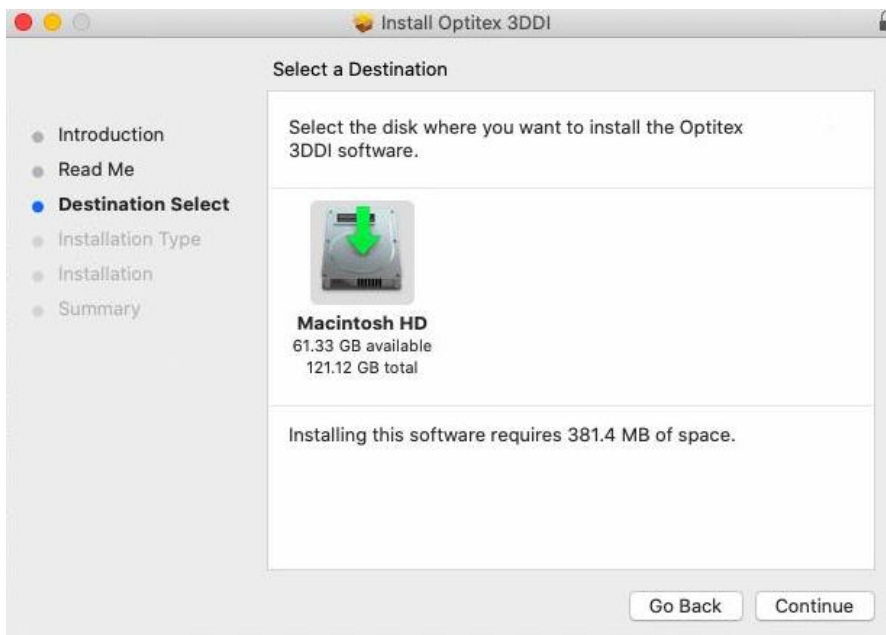 Install Optitex 3DDI
Select a Destination
Introduction
Read Me
Destination Select
Installation Type
Installation
Summary
Select the disk where you want to install the Optitex
3DDI software.
Macintosh HD
61.33 GB available
121.12 GB total
Installing this software requires 381.4 MB of space.
Go Back
Continue